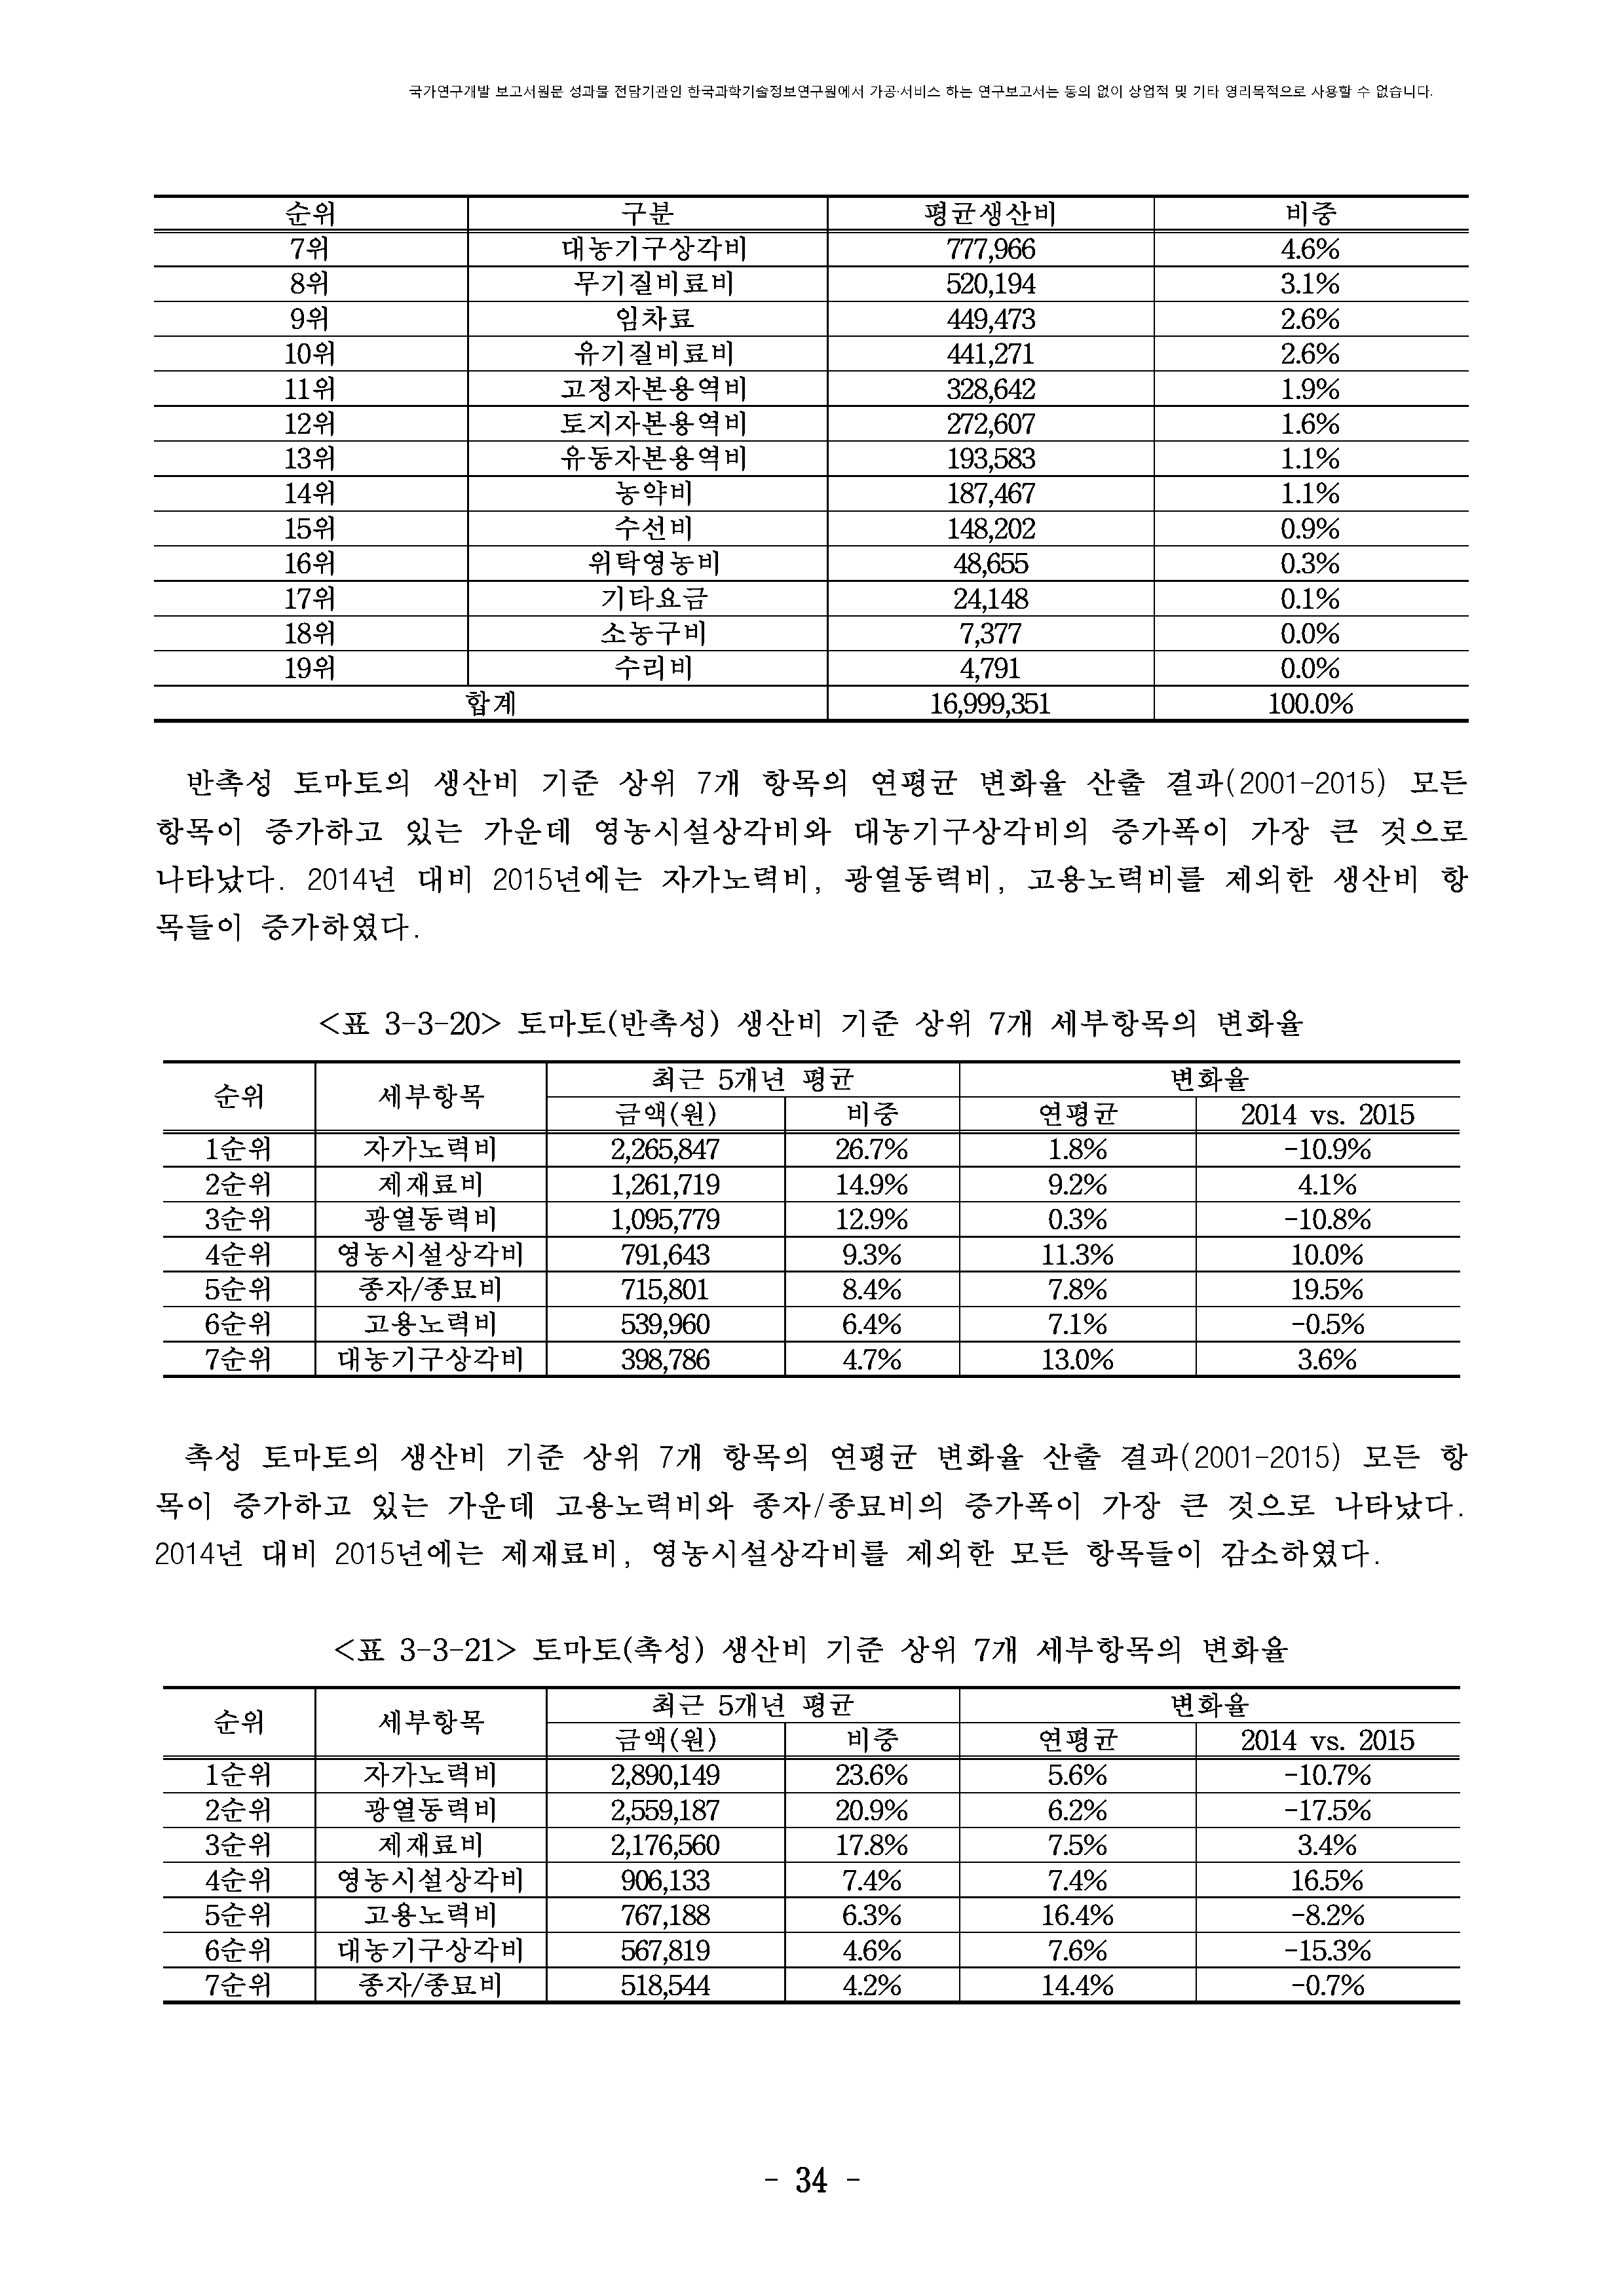 국가연구개발 보고서원문 성과물 전담기관인 한국과학기술정보연구원에서 가공·서비스 하는 연구보고서는 동의 없이 상업적 및 기타 영리목적으로 사용할 수 없습니다.
순위 구분 평균생산비 비중
7위 대농기구상각비 777,966 4.6%
8위 무기질비료비 520,194 3.1%
9위 임차료 449,473 2.6%
10위 유기질비료비 441,271 2.6%
11위 고정자본용역비 328,642 1.9%
12위 토지자본용역비 272,607 1.6%
13위 유동자본용역비 193,583 1.1%
14위 농약비 187,467 1.1%
15위 수선비 148,202 0.9%
16위 위탁영농비 48,655 0.3%
17위 기타요금 24,148 0.1%
18위 소농구비 7,377 0.0%
19위 수리비 4,791 0.0%
합계 16,999,351 100.0%
반촉성 토마토의 생산비 기준 상위 7개 항목의 연평균 변화율 산출 결과(2001-2015) 모든
항목이 증가하고 있는 가운데 영농시설상각비와 대농기구상각비의 증가폭이 가장 큰 것으로
나타났다. 2014년 대비 2015년에는 자가노력비, 광열동력비, 고용노력비를 제외한 생산비 항
목들이 증가하였다.
<표 3-3-20> 토마토(반촉성) 생산비 기준 상위 7개 세부항목의 변화율
순위 세부항목 최근 5개년 평균 변화율
금액(원) 비중 연평균 2014 vs. 2015
1순위 자가노력비 2,265,847 26.7% 1.8% -10.9%
2순위 제재료비 1,261,719 14.9% 9.2% 4.1%
3순위 광열동력비 1,095,779 12.9% 0.3% -10.8%
4순위 영농시설상각비 791,643 9.3% 11.3% 10.0%
5순위 종자/종묘비 715,801 8.4% 7.8% 19.5%
6순위 고용노력비 539,960 6.4% 7.1% -0.5%
7순위 대농기구상각비 398,786 4.7% 13.0% 3.6%
촉성 토마토의 생산비 기준 상위 7개 항목의 연평균 변화율 산출 결과(2001-2015) 모든 항
목이 증가하고 있는 가운데 고용노력비와 종자/종묘비의 증가폭이 가장 큰 것으로 나타났다.
2014년 대비 2015년에는 제재료비, 영농시설상각비를 제외한 모든 항목들이 감소하였다.
<표 3-3-21> 토마토(촉성) 생산비 기준 상위 7개 세부항목의 변화율
순위 세부항목 최근 5개년 평균 변화율
금액(원) 비중 연평균 2014 vs. 2015
1순위 자가노력비 2,890,149 23.6% 5.6% -10.7%
2순위 광열동력비 2,559,187 20.9% 6.2% -17.5%
3순위 제재료비 2,176,560 17.8% 7.5% 3.4%
4순위 영농시설상각비 906,133 7.4% 7.4% 16.5%
5순위 고용노력비 767,188 6.3% 16.4% -8.2%
6순위 대농기구상각비 567,819 4.6% 7.6% -15.3%
7순위 종자/종묘비 518,544 4.2% 14.4% -0.7%
- 34 -